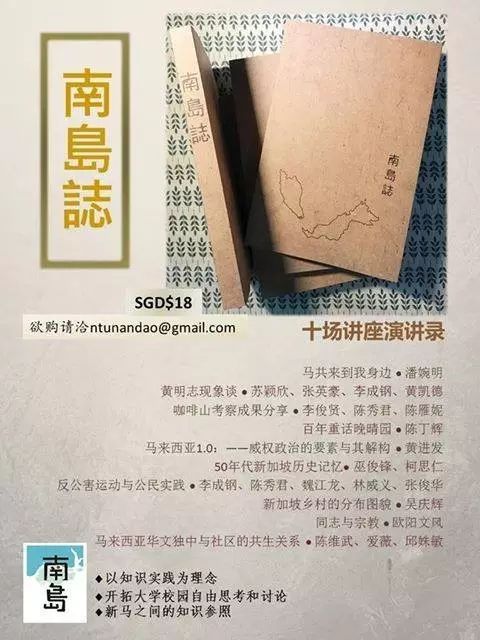 南島誌
南島誌
南島誌
SGD$18
欲购请洽ntunandao@gmail.com
十场讲座演讲录
马共来到我身边 • 潘婉明
黄明志现象谈 • 苏颖欣、张英豪、李成钢、黄凯德
咖啡山考察成果分享 • 李俊贤、陈秀君、陈雁妮
百年重话晚晴园 • 陈丁辉
马来西亚1.0：——威权政治的要素与其解构 • 黄进发
50年代新加坡历史记忆• 巫俊锋、柯思仁
反公害运动与公民实践 • 李成钢、陈秀君、魏江龙、林威义、张俊华
新加坡乡村的分布图貌 • 吴庆辉
同志与宗教 • 欧阳文风
马来西亚华文独中与社区的共生关系 • 陈维武、爱薇、邱姝敏
南島
◆以知识实践为理念
◆开拓大学校园自由思考和讨论
◆新马之间的知识参照